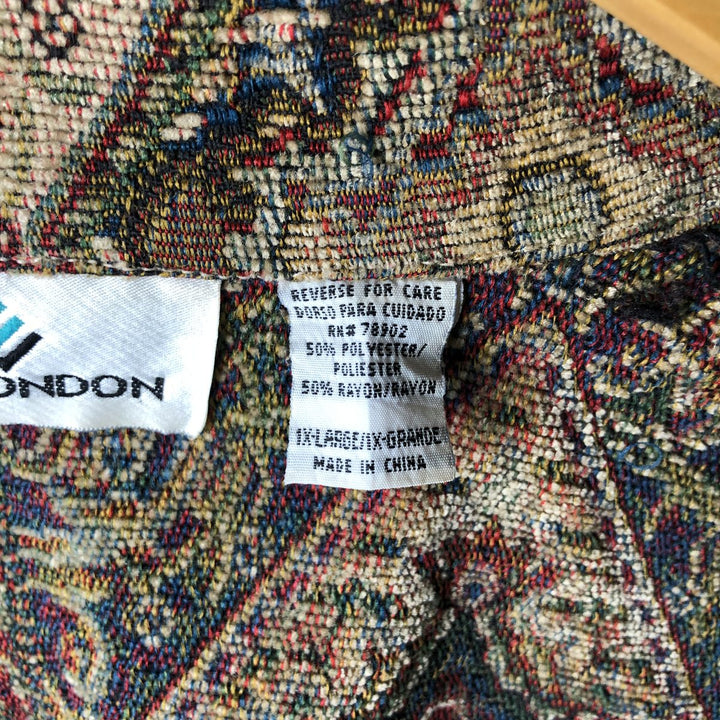 ONDON
REVERSE FOR CARE
DORSO PARA CUIDADO
RN# 78902
50% POLYESTER/
POLIESTER
50% RAYON/RAYON
1X-LARGE/1X-GRANDE
MADE IN CHINA